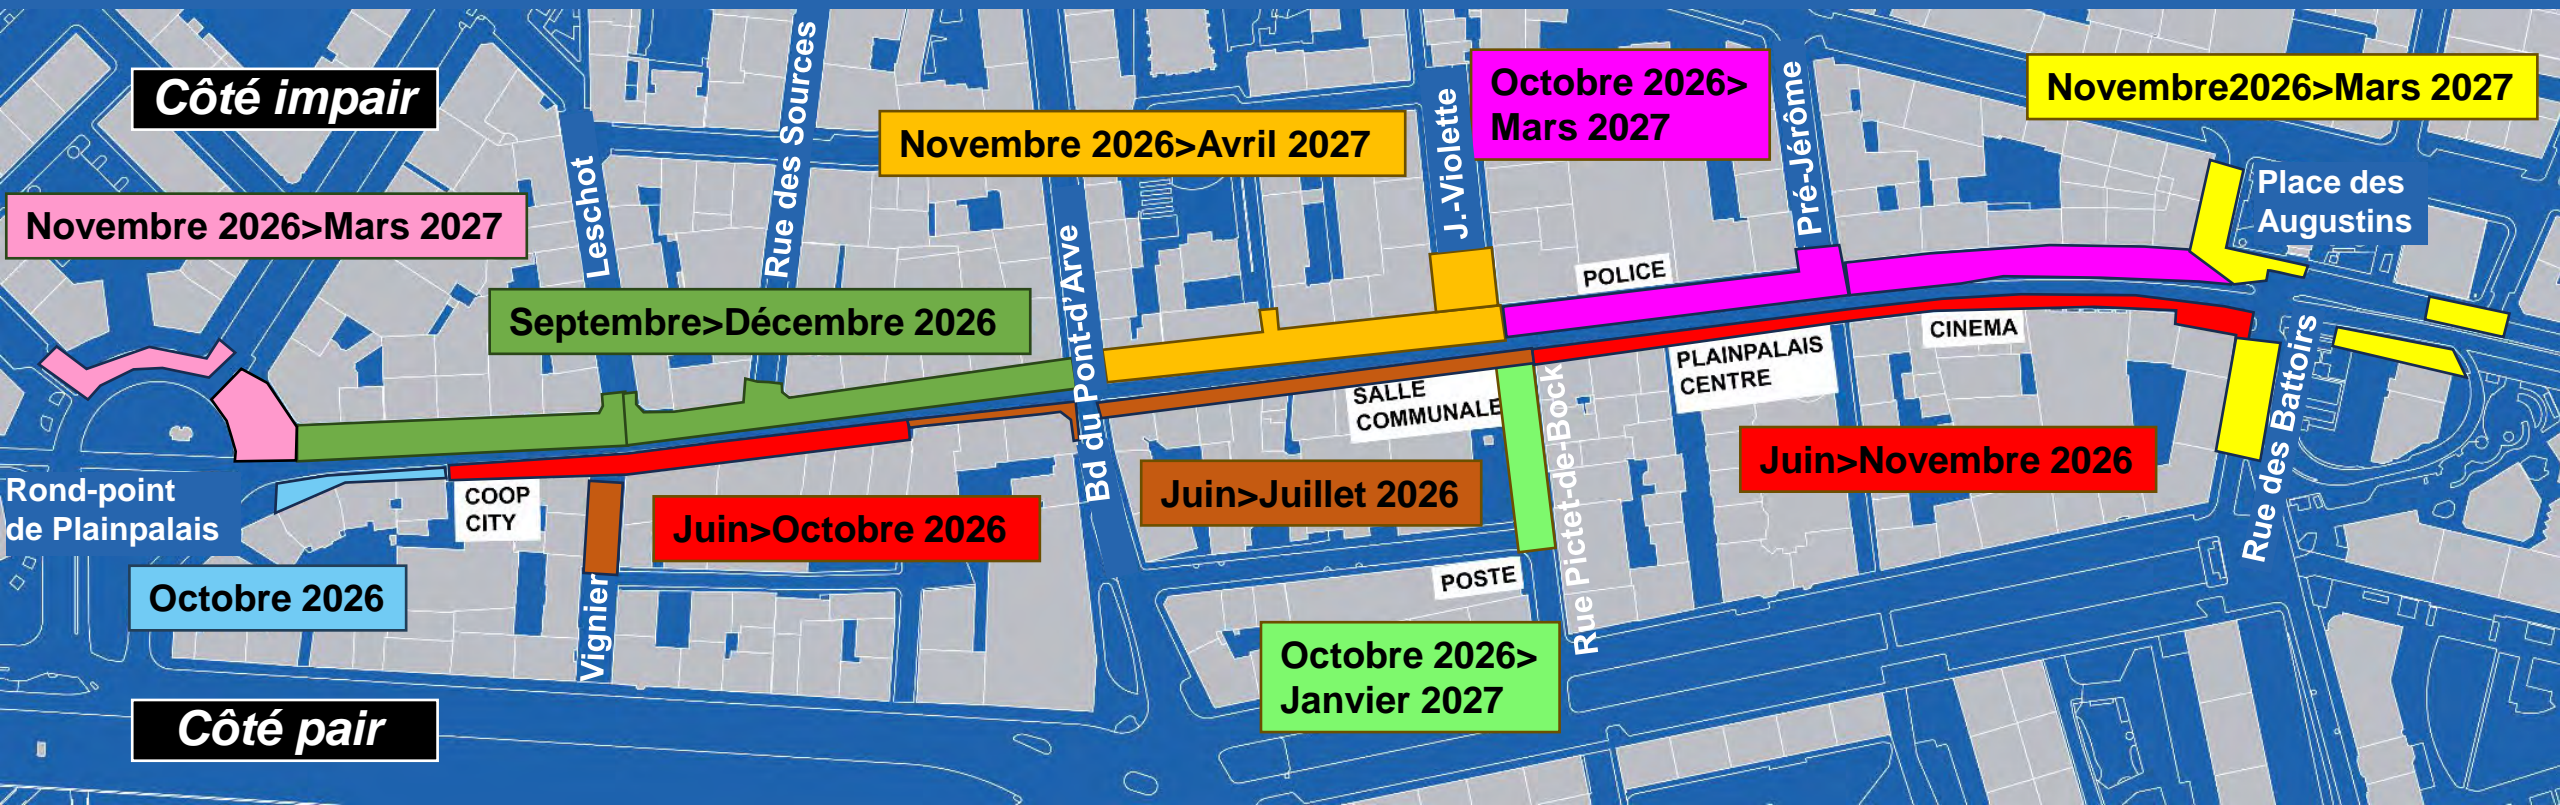 Côté impair
Novembre 2026>Mars 2027
Leschot
Rue des Sources
Septembre>Décembre 2026
Novembre 2026>Avril 2027
Bd du Pont-d'Arve
J.-Violette
Octobre 2026>
Mars 2027
POLICE
Pré-Jérôme
Novembre2026>Mars 2027
Place des
Augustins
Rond-point
de Plainpalais
Octobre 2026
COOP
CITY
Vignier
Juin>Octobre 2026
Juin>Juillet 2026
SALLE
COMMUNALE
POSTE
Octobre 2026>
Janvier 2027
Rue Pictet-de-Bock
PLAINPALAIS
CENTRE
CINEMA
Juin>Novembre 2026
Rue des Battoirs
Côté pair